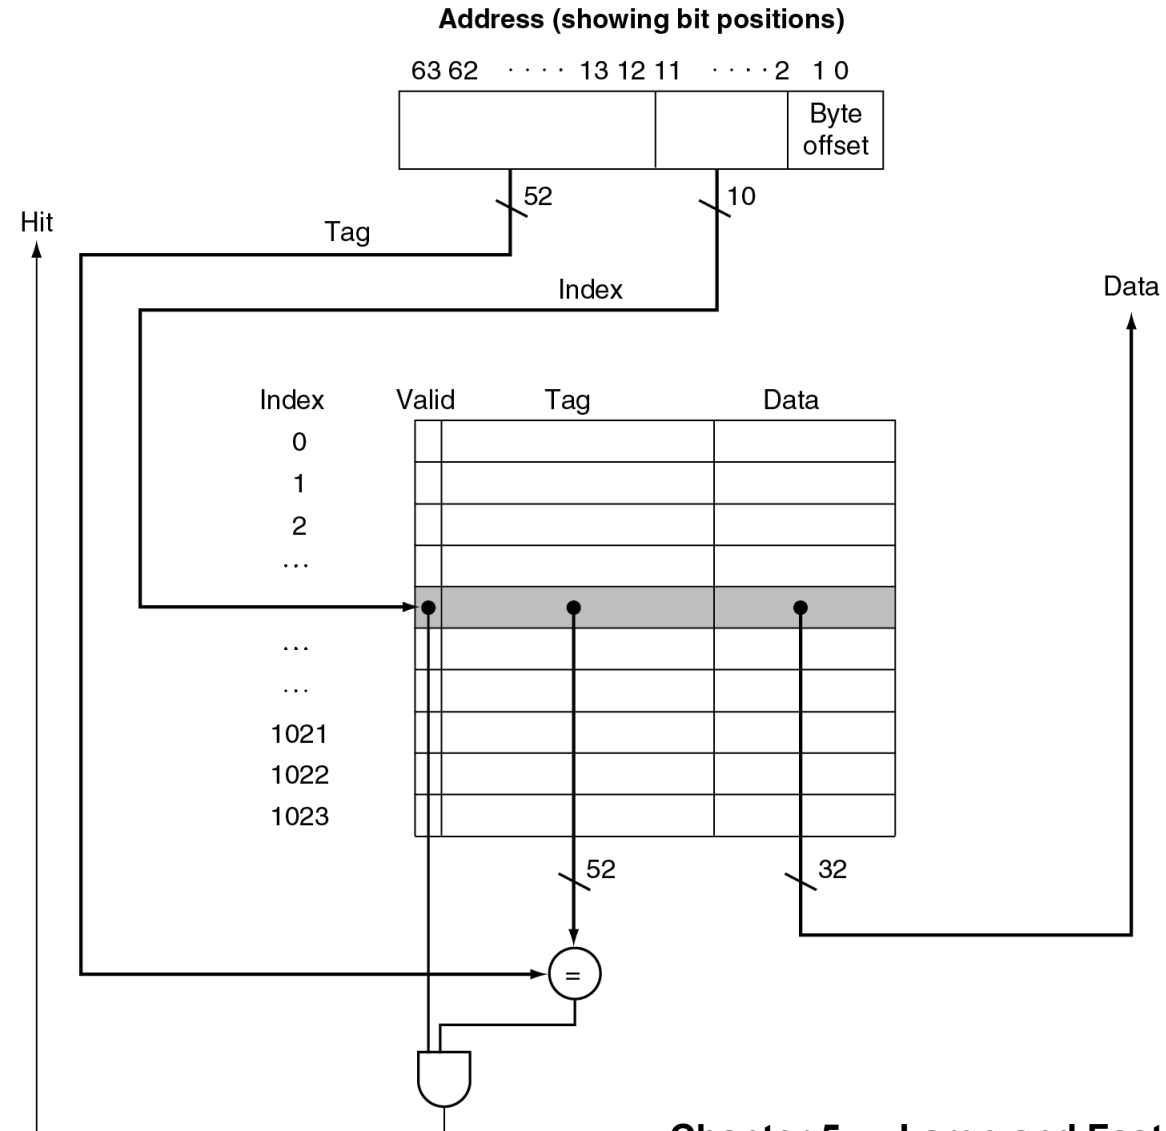 Address (showing bit positions)
63 62 · · · · 13 12 11 · · · · 2 1 0
Byte
offset
52
10
Hit
Tag
Index
Data
Index Valid Tag Data
0
1
2
...
...
...
1021
1022
1023
52
32
=